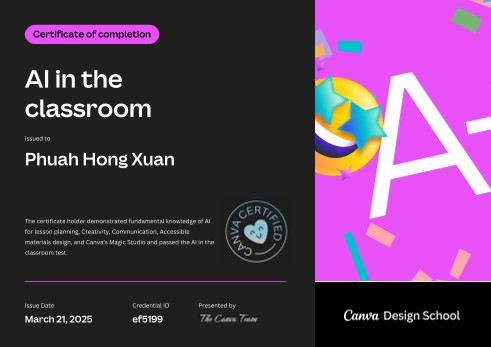 Certificate of completion
AI in the
classroom
Issued to
Phuah Hong Xuan
The certificate holder demonstrated fundamental knowledge of AI
for lesson planning, Creativity, Communication, Accessible
materials design, and Canva's Magic Studio and passed the AI in the
classroom test.
CANVA CERTIFIED
Issue Date
March 21, 2025
Credential ID
ef5199
Presented by
The Canva Team
A+
Canva Design School